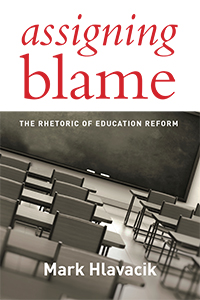 assigning
blame
THE RHETORIC OF EDUCATION REFORM
Mark Hlavacik